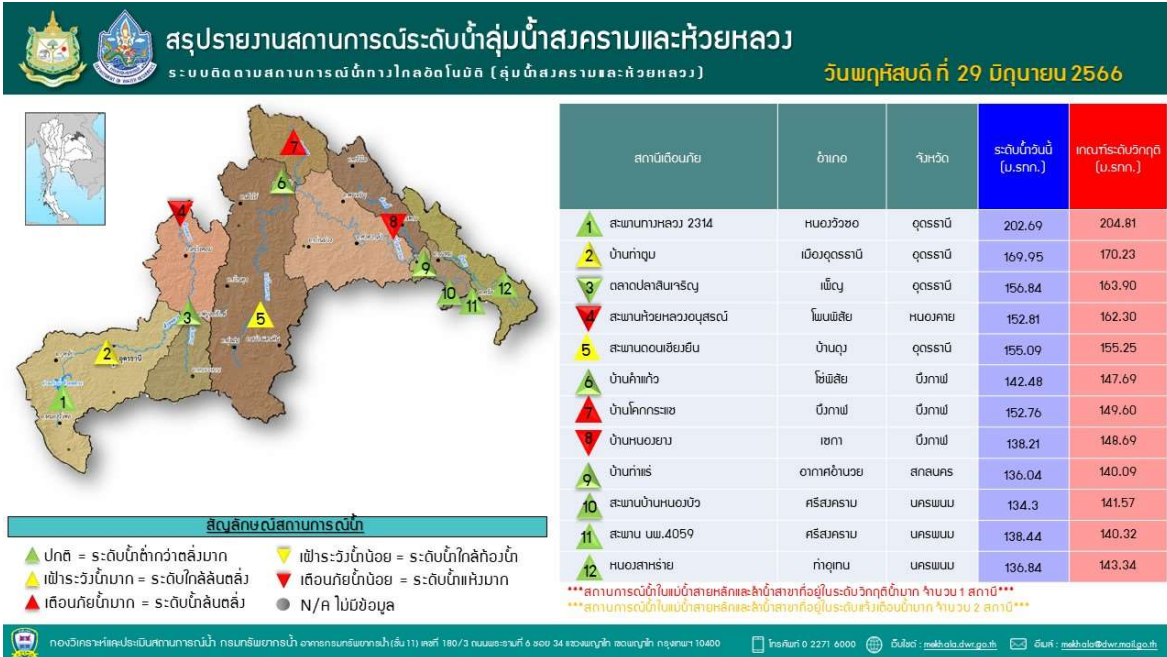 สรุปรายงานสถานการณ์ระดับน้ำลุ่มน้ำสงครามและห้วยหลวง
ระบบติดตามสถานการณ์น้ำทางไกลอัตโนมัติ (ลุ่มน้ำสงครามและห้วยหลวง)
วันพฤหัสบดี ที่ 29 มิถุนายน 2566
สถานีเตือนภัย อำเภอ จังหวัด ระดับน้ำวันนี้ (ม.รทก.) เกณฑ์ระดับวิกฤติ (ม.รทก.)
1 สะพานทางหลวง 2314 หนองวัวซอ อุดรธานี 202.69 204.81
2 บ้านท่าตูม เมืองอุดรธานี อุดรธานี 169.95 170.23
3 ตลาดปลาสินเจริญ เพ็ญ อุดรธานี 156.84 163.90
4 สะพานห้วยหลวงอนุสรณ์ โพนพิสัย หนองคาย 152.81 162.30
5 สะพานดอนเชียงยืน บ้านดุง อุดรธานี 155.09 155.25
6 บ้านคำแก้ว โซ่พิสัย บึงกาฬ 142.48 147.69
7 บ้านโคกกระแซ บึงกาฬ บึงกาฬ 152.76 149.60
8 บ้านหนองยาง เซกา บึงกาฬ 138.21 148.69
9 บ้านท่าแร่ อากาศอำนวย สกลนคร 136.04 140.09
10 สะพานบ้านหนองบัว ศรีสงคราม นครพนม 134.3 141.57
11 สะพาน นพ.4059 ศรีสงคราม นครพนม 138.44 140.32
12 หนองสาหร่าย ท่าอุเทน นครพนม 136.84 143.34
7
6
4
8
9
10
11
12
3
5
2
อุดรธานี
1
สัญลักษณ์สถานการณ์น้ำ
ปกติ = ระดับน้ำต่ำกว่าตลิ่งมาก
เฝ้าระวังน้ำมาก = ระดับใกล้ล้นตลิ่ง
เตือนภัยน้ำมาก = ระดับน้ำล้นตลิ่ง
เฝ้าระวังน้ำน้อย = ระดับน้ำใกล้ท้องน้ำ
เตือนภัยน้ำน้อย = ระดับน้ำแห้งมาก
N/A ไม่มีข้อมูล
***สถานการณ์น้ำในแม่น้ำสายหลักและลำน้ำสาขาที่อยู่ในระดับวิกฤติน้ำมาก จำนวน 1 สถานี***
***สถานการณ์น้ำในแม่น้ำสายหลักและลำน้ำสาขาที่อยู่ในระดับแจ้งเตือนน้ำมาก จำนวน 2 สถานี***
กองวิเคราะห์และประเมินสถานการณ์น้ำ กรมทรัพยากรน้ำ อาคารกรมทรัพยากรน้ำ(ชั้น 11) เลขที่ 180/3 ถนนพระรามที่ 6 ซอย 34 แขวงพญาไท เขตพญาไท กรุงเทพฯ 10400
โทรศัพท์ 0 2271 6000
เว็บไซต์ : mekhala.dwr.go.th
อีเมล์ : mekhala@dwr.mail.go.th